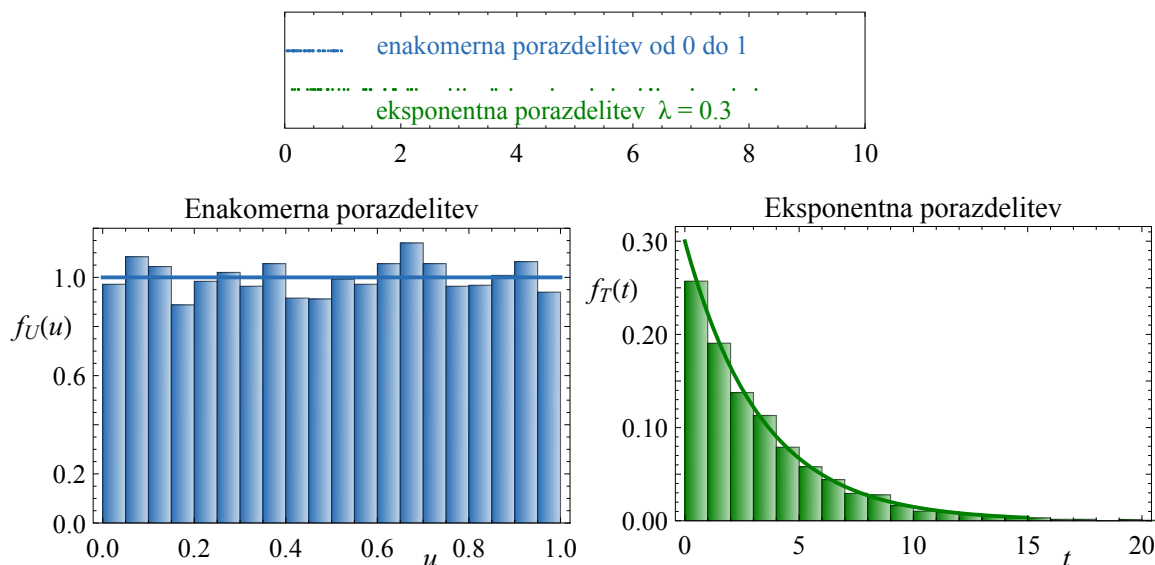 enakomerna porazdelitev od 0 do 1
eksponentna porazdelitev λ = 0.3
0 2 4 6 8 10
Enakomerna porazdelitev
1.0
f_U(u)
0.6
0.2
0.0
0.0 0.2 0.4 0.6 0.8 1.0
u
Eksponentna porazdelitev
0.30
f_T(t)
0.20
0.10
0.00
0 5 10 15 20
t